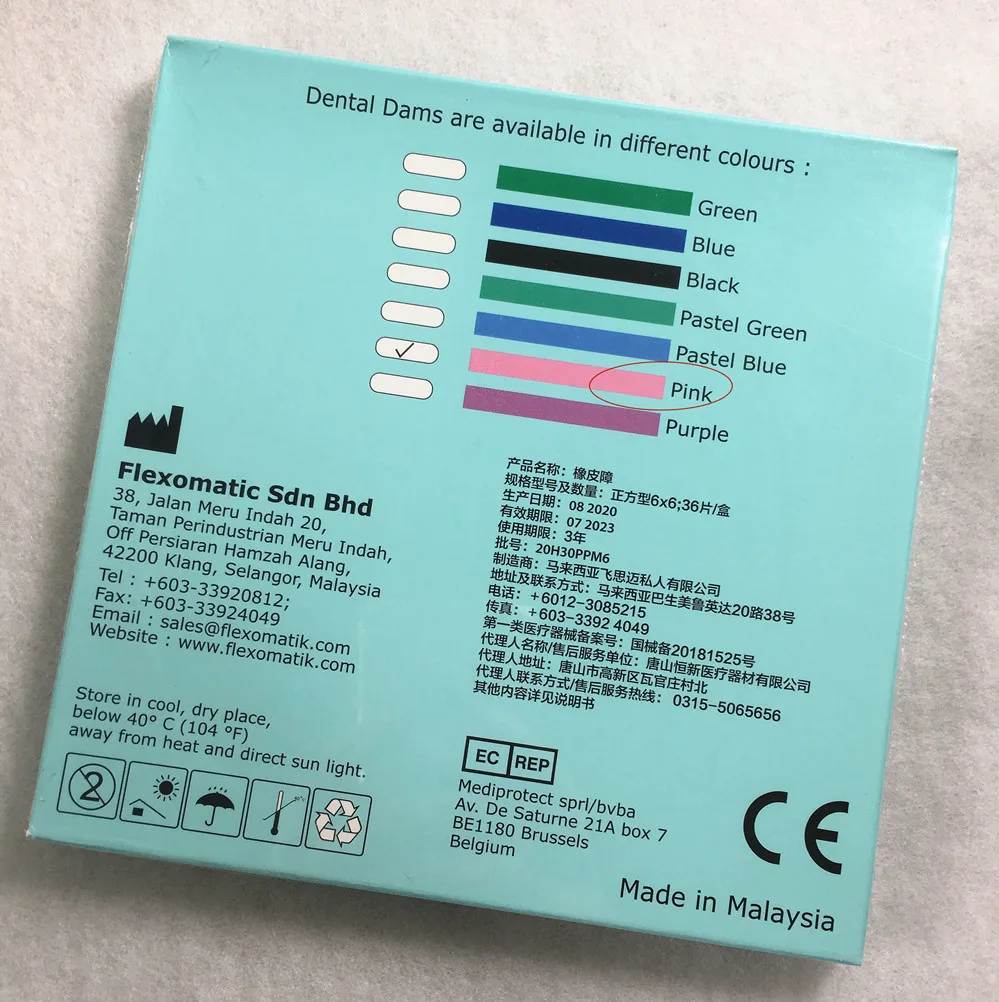 Dental Dams are available in different colours :
Green
Blue
Black
Pastel Green
Pastel Blue
Pink
Purple
Flexomatic Sdn Bhd
38, Jalan Meru Indah 20,
Taman Perindustrian Meru Indah,
Off Persiaran Hamzah Alang,
42200 Klang, Selangor, Malaysia
Tel : +603-33920812;
Fax: +603-33924049
Email : sales@flexomatik.com
Website : www.flexomatik.com
产品名称：橡皮障
规格型号及数量：正方型6x6;36片/盒
生产日期：08 2020
有效期限：07 2023
使用期限：3年
批号：20H30PPM6
制造商：马来西亚飞思迈私人有限公司
地址及联系方式：马来西亚巴生美鲁英达20路38号
电话：+6012-3085215
传真：+603-3392 4049
第一类医疗器械备案号：国械备20181525号
代理人名称/售后服务单位：唐山恒新医疗器材有限公司
代理人地址：唐山市高新区瓦官庄村北
代理人联系方式/售后服务热线：0315-5065656
其他内容详见说明书
Store in cool, dry place,
below 40° C (104 °F)
away from heat and direct sun light.
2
EC REP
Mediprotect sprl/bvba
Av. De Saturne 21A box 7
BE1180 Brussels
Belgium
CE
Made in Malaysia